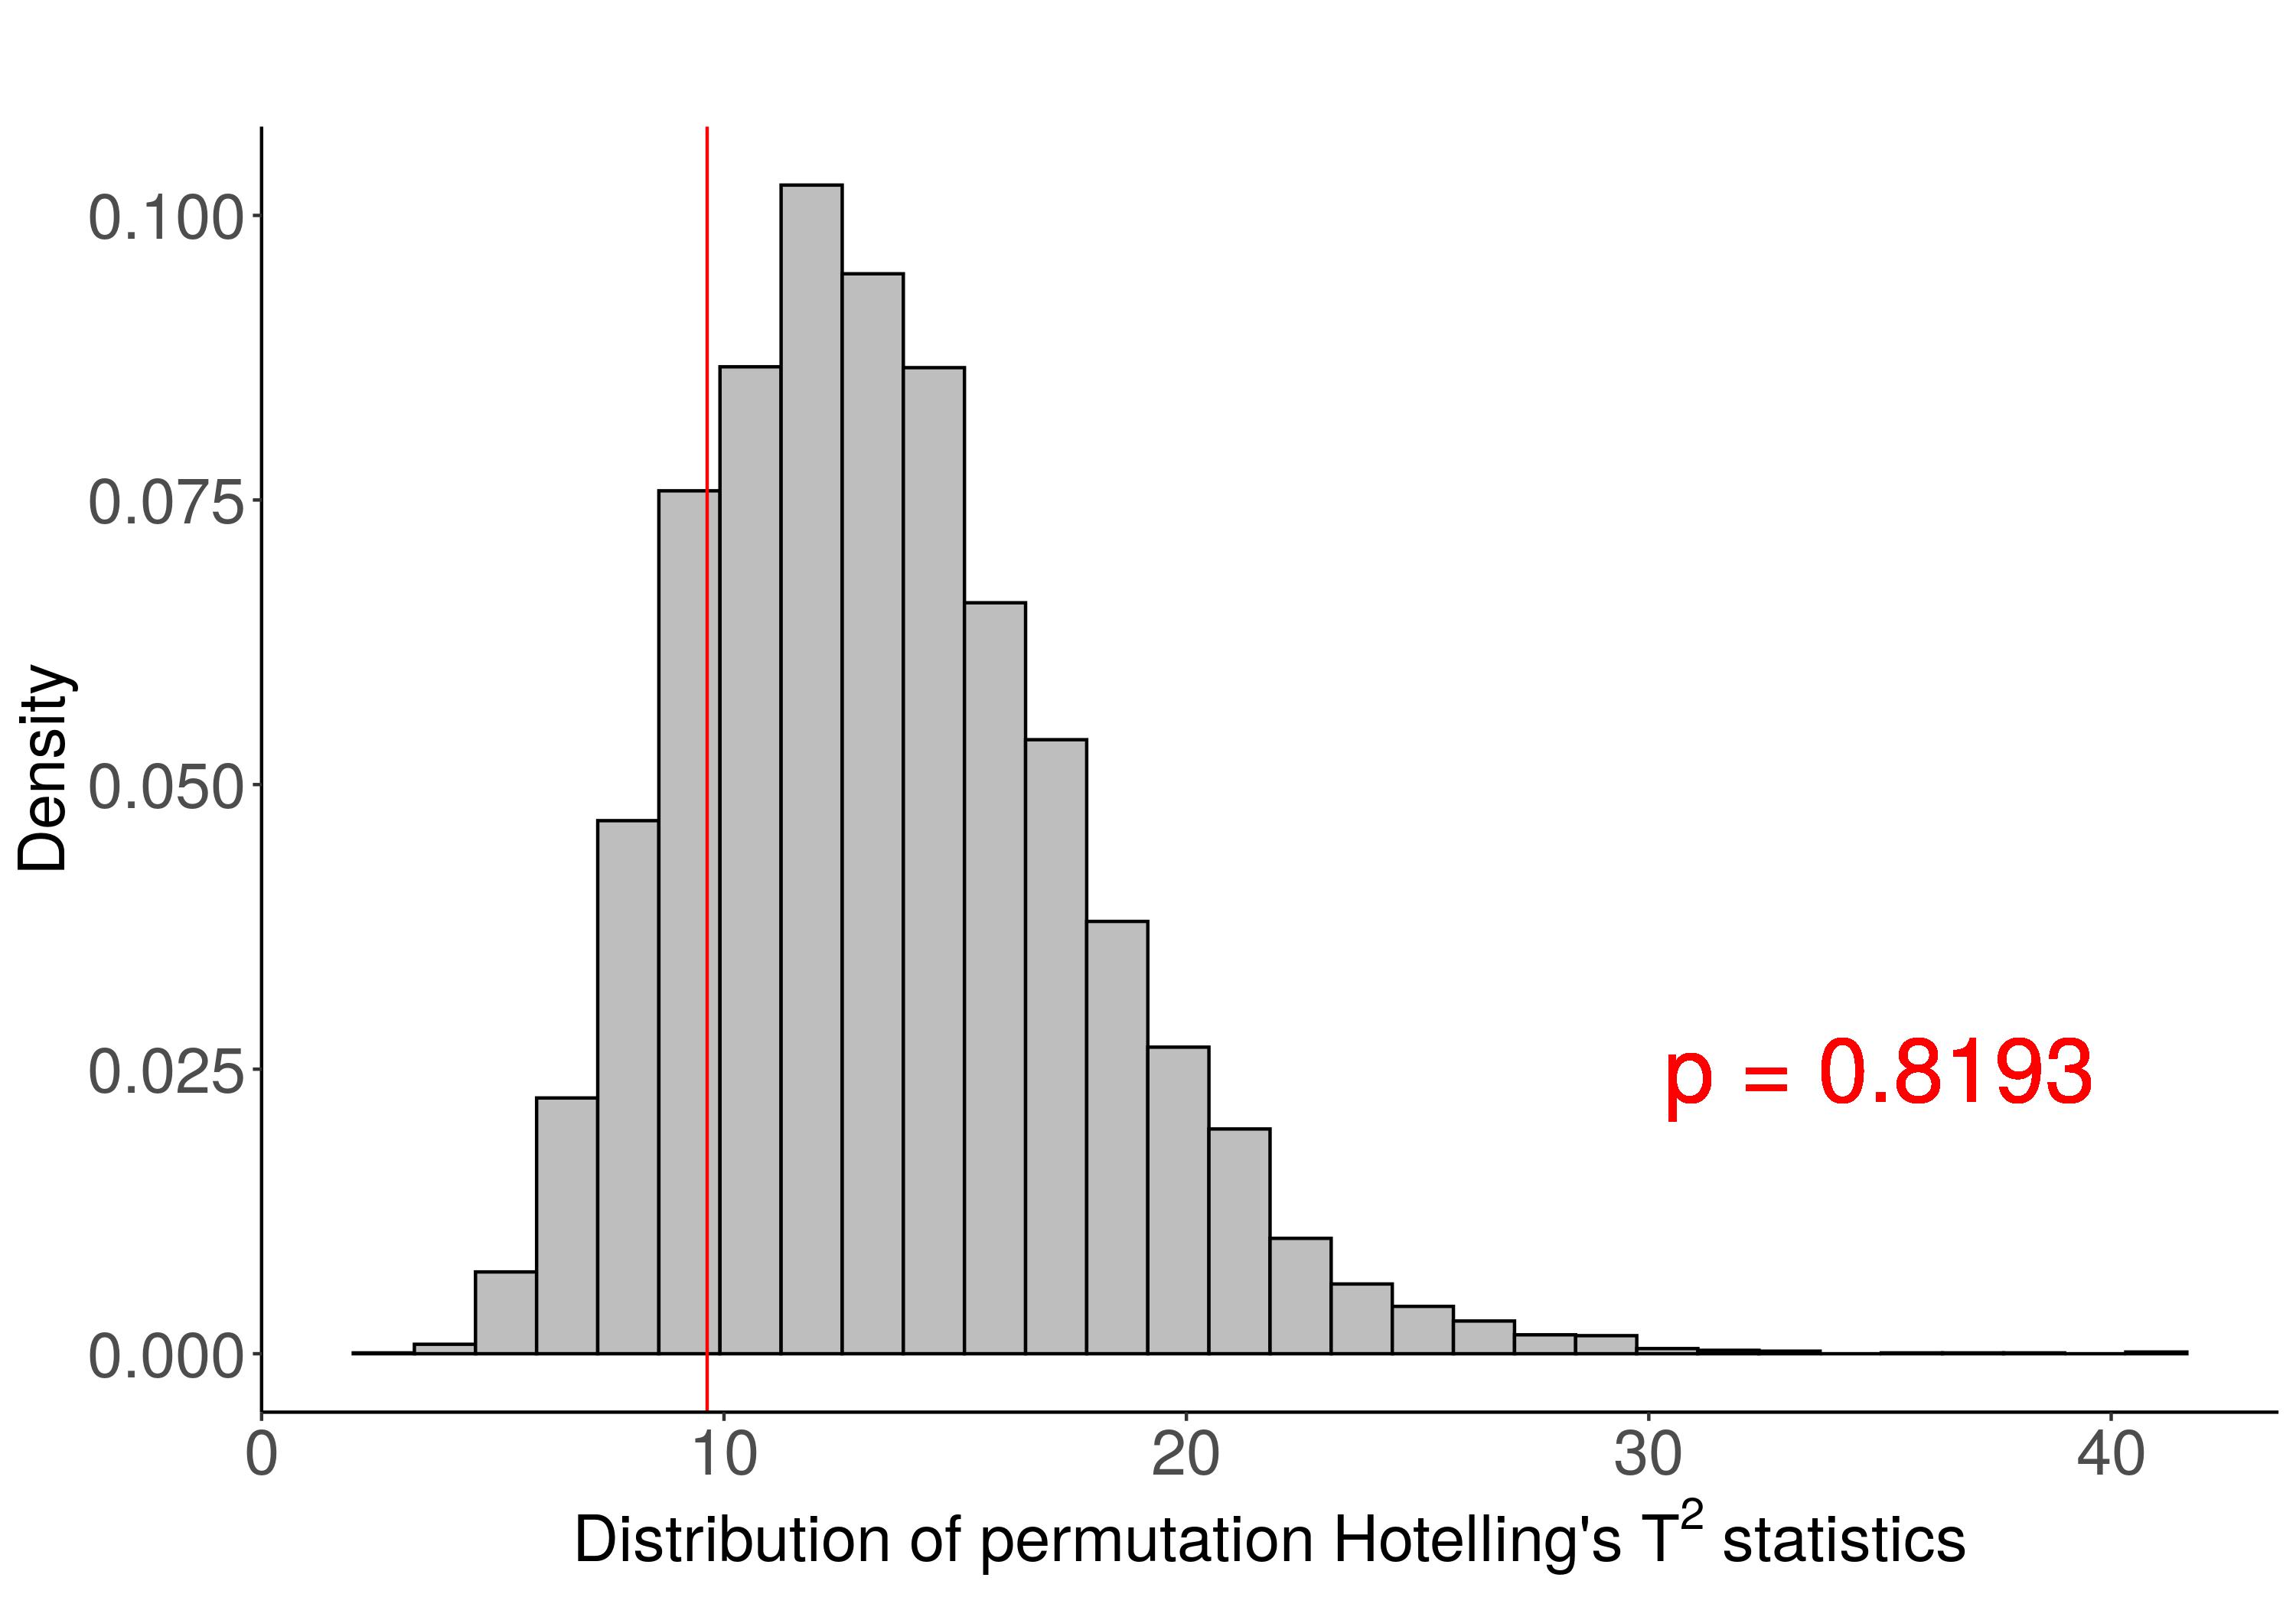 0.100
0.075
0.050
0.025
0.000
Density
p = 0.8193
0 10 20 30 40
Distribution of permutation Hotelling's T² statistics